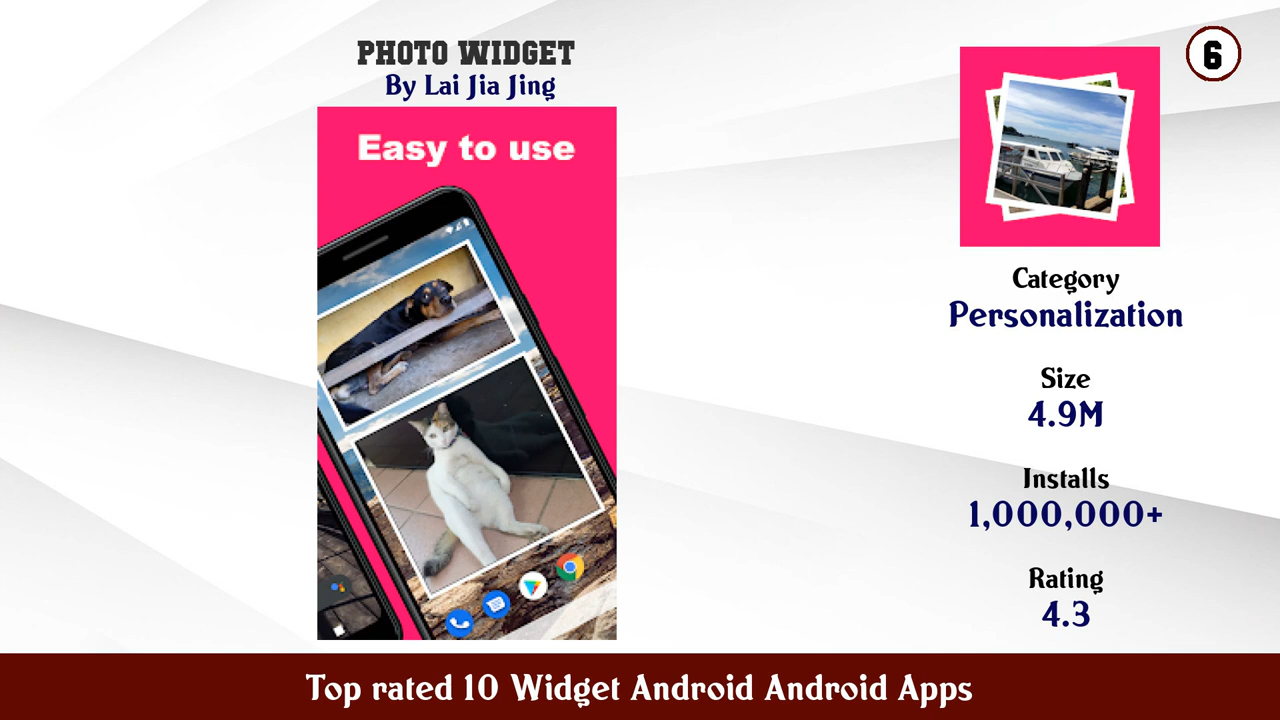 PHOTO WIDGET
By Lai Jia Jing
Easy to use
6
Category
Personalization
Size
4.9M
Installs
1,000,000+
Rating
4.3
Top rated 10 Widget Android Android Apps